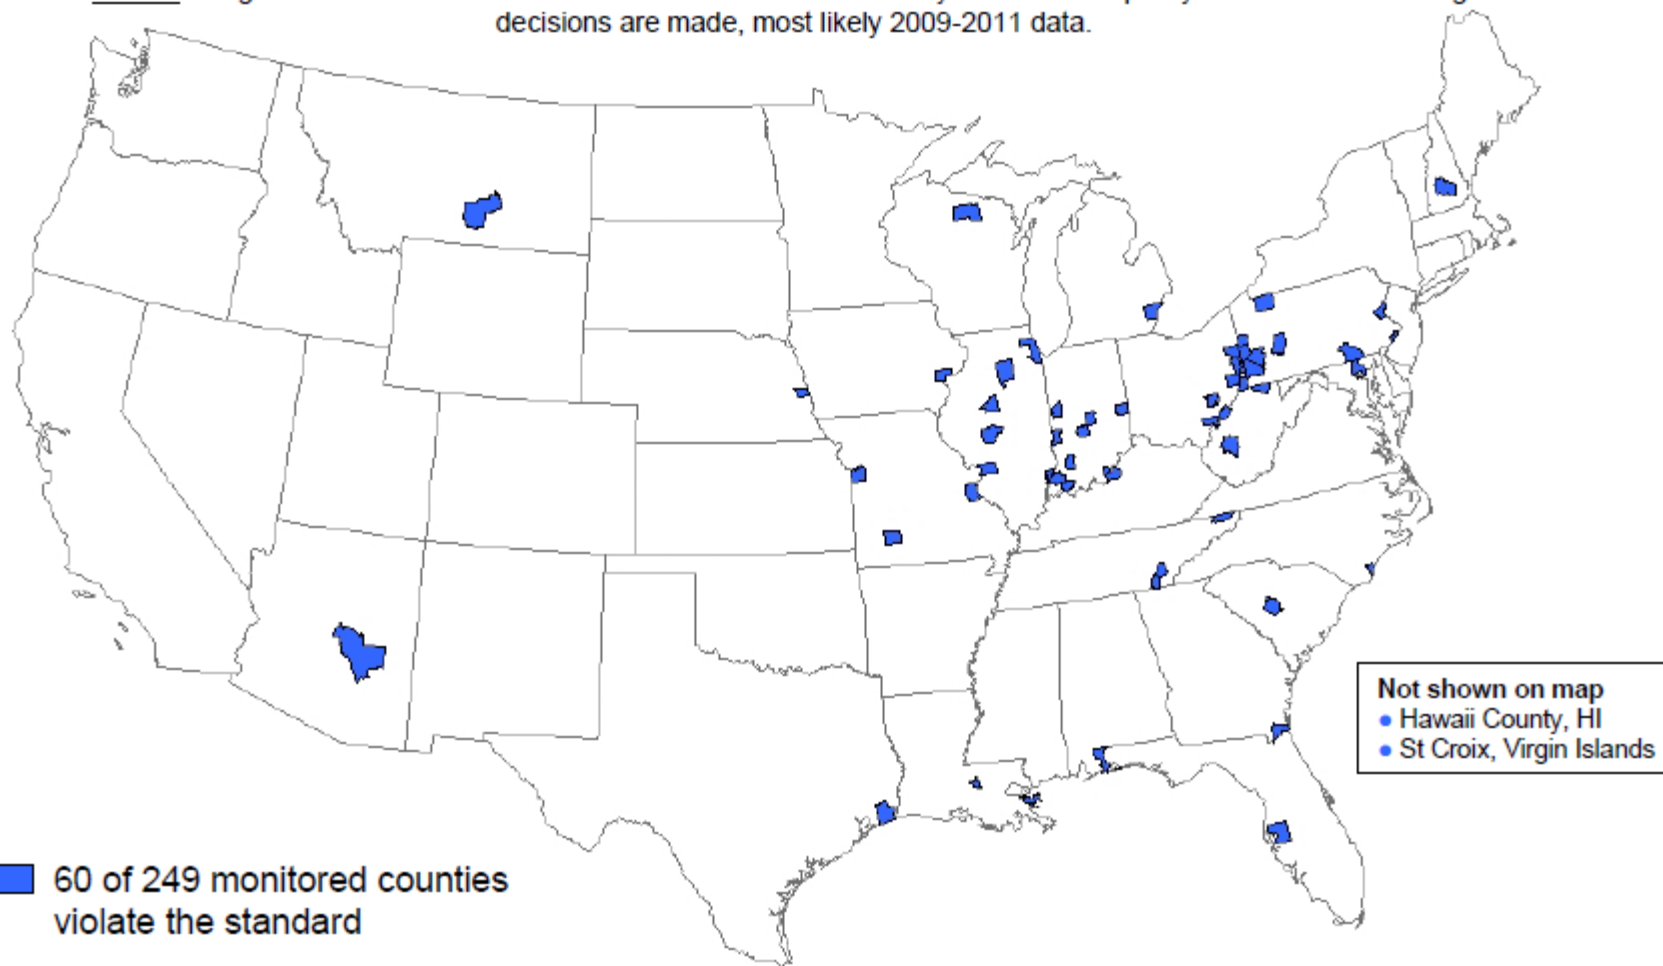 decisions are made, most likely 2009-2011 data.
Not shown on map
● Hawaii County, HI
● St Croix, Virgin Islands
60 of 249 monitored counties
violate the standard